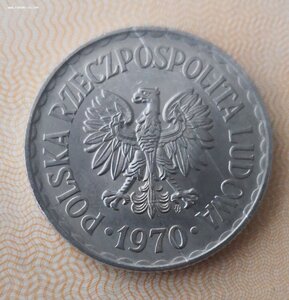 POLSKA RZECZPOSPOLITA LUDOWA
· 1970 ·